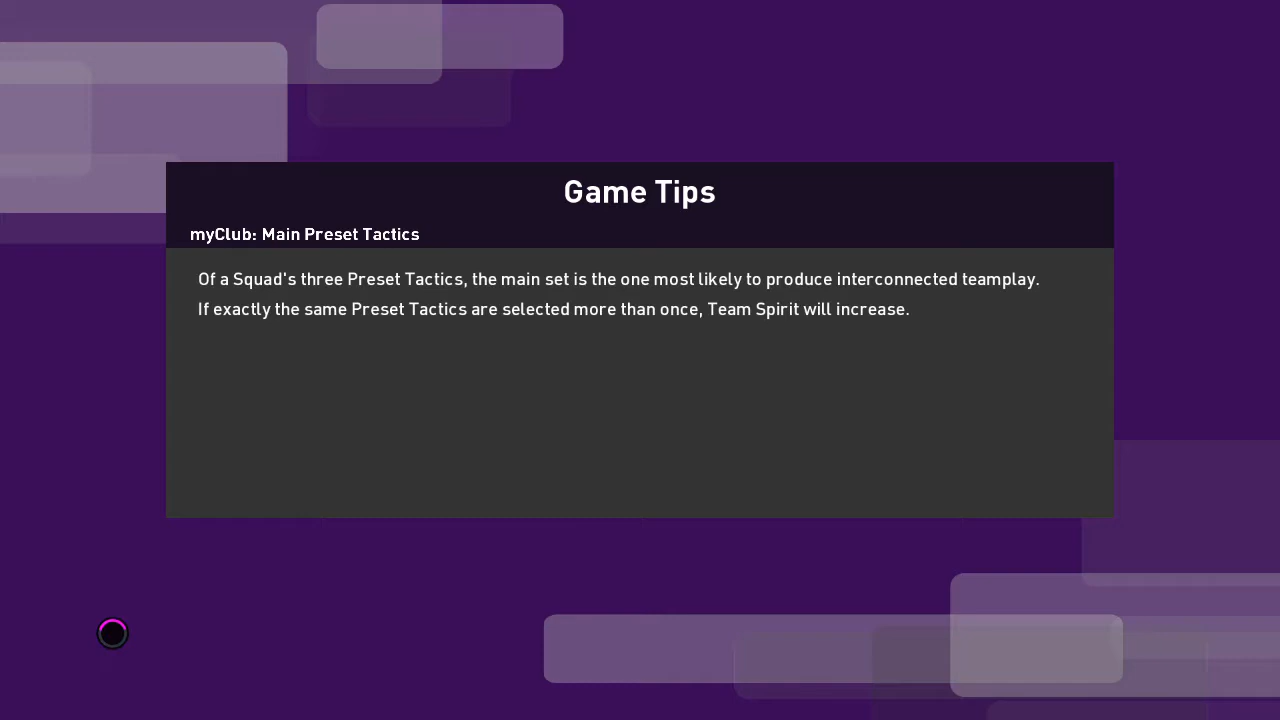 Game Tips
myClub: Main Preset Tactics
Of a Squad's three Preset Tactics, the main set is the one most likely to produce interconnected teamplay.
If exactly the same Preset Tactics are selected more than once, Team Spirit will increase.